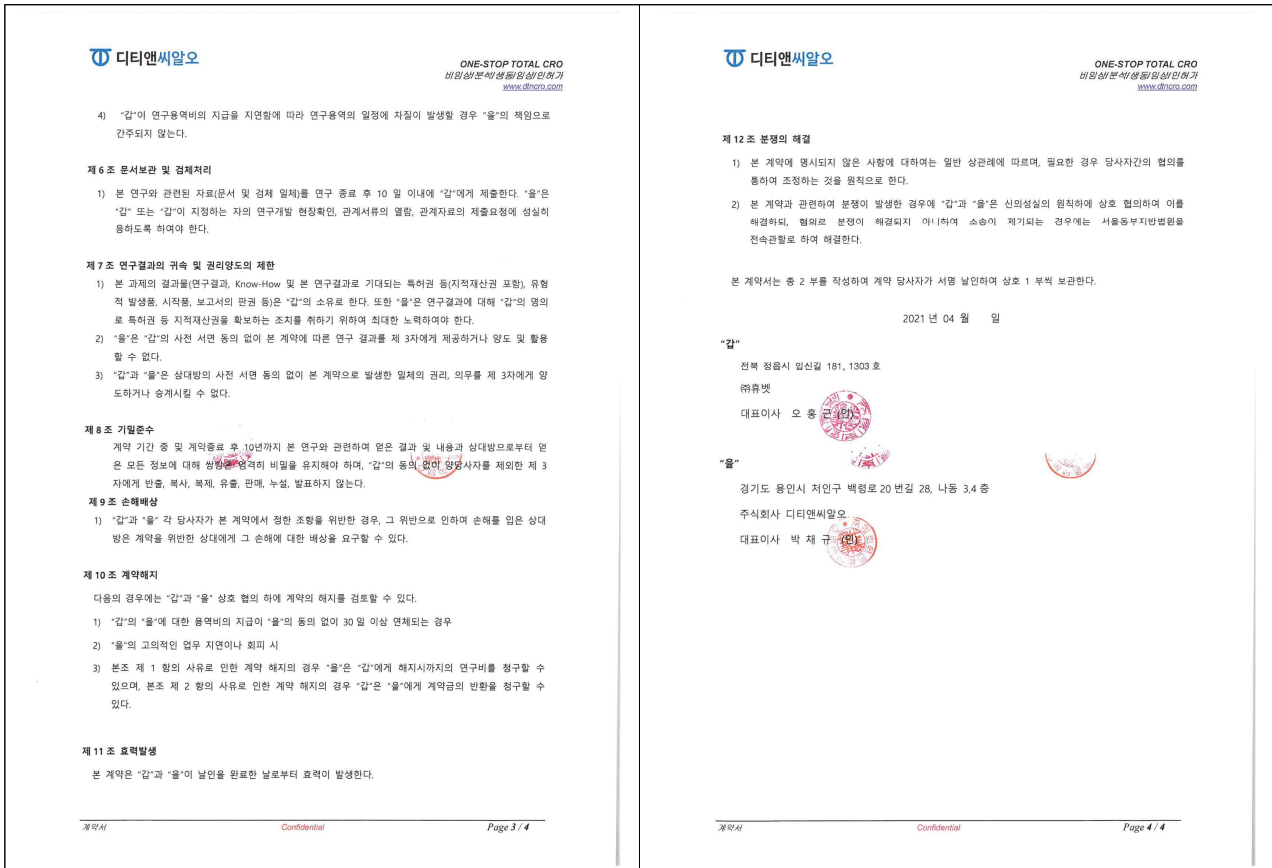 디티앤씨알오
ONE-STOP TOTAL CRO
비임상/분석/생동/임상/인허가
www.dtncro.com
4) "갑"이 연구용역비의 지급을 지연함에 따라 연구용역의 일정에 차질이 발생할 경우 "을"의 책임으로
간주되지 않는다.
제 6 조 문서보관 및 검체처리
1) 본 연구와 관련된 자료(문서 및 검체 일체)를 연구 종료 후 10 일 이내에 "갑"에게 제출한다. "을"은
"갑" 또는 "갑"이 지정하는 자의 연구개발 현장확인, 관계서류의 열람, 관계자료의 제출요청에 성실히
응하도록 하여야 한다.
제 7 조 연구결과의 귀속 및 권리양도의 제한
1) 본 과제의 결과물(연구결과, Know-How 및 본 연구결과로 기대되는 특허권 등(지적재산권 포함), 유형
적 발생품, 시작품, 보고서의 판권 등)은 "갑"의 소유로 한다. 또한 "을"은 연구결과에 대해 "갑"의 명의
로 특허권 등 지적재산권을 확보하는 조치를 취하기 위하여 최대한 노력하여야 한다.
2) "을"은 "갑"의 사전 서면 동의 없이 본 계약에 따른 연구 결과를 제 3자에게 제공하거나 양도 및 활용
할 수 없다.
3) "갑"과 "을"은 상대방의 사전 서면 동의 없이 본 계약으로 발생한 일체의 권리, 의무를 제 3자에게 양
도하거나 승계시킬 수 없다.
제 8 조 기밀준수
계약 기간 중 및 계약종료 후 10년까지 본 연구와 관련하여 얻은 결과 및 내용과 상대방으로부터 얻
은 모든 정보에 대해 쌍방은 엄격히 비밀을 유지해야 하며, "갑"의 동의 없이 양당사자를 제외한 제 3
자에게 반출, 복사, 복제, 유출, 판매, 누설, 발표하지 않는다.
제 9 조 손해배상
1) "갑"과 "을" 각 당사자가 본 계약에서 정한 조항을 위반한 경우, 그 위반으로 인하여 손해를 입은 상대
방은 계약을 위반한 상대에게 그 손해에 대한 배상을 요구할 수 있다.
제 10 조 계약해지
다음의 경우에는 "갑"과 "을" 상호 협의 하에 계약의 해지를 검토할 수 있다.
1) "갑"의 "을"에 대한 용역비의 지급이 "을"의 동의 없이 30 일 이상 연체되는 경우
2) "을"의 고의적인 업무 지연이나 회피 시
3) 본조 제 1 항의 사유로 인한 계약 해지의 경우 "을"은 "갑"에게 해지시까지의 연구비를 청구할 수
있으며, 본조 제 2 항의 사유로 인한 계약 해지의 경우 "갑"은 "을"에게 계약금의 반환을 청구할 수
있다.
제 11 조 효력발생
본 계약은 "갑"과 "을"이 날인을 완료한 날로부터 효력이 발생한다.
계약서 Confidential Page 3 / 4
디티앤씨알오
ONE-STOP TOTAL CRO
비임상/분석/생동/임상/인허가
www.dtncro.com
제 12 조 분쟁의 해결
1) 본 계약에 명시되지 않은 사항에 대하여는 일반 상관례에 따르며, 필요한 경우 당사자간의 협의를
통하여 조정하는 것을 원칙으로 한다.
2) 본 계약과 관련하여 분쟁이 발생한 경우에 "갑"과 "을"은 신의성실의 원칙하에 상호 협의하여 이를
해결하되, 협의로 분쟁이 해결되지 아니하여 소송이 제기되는 경우에는 서울동부지방법원을
전속관할로 하여 해결한다.
본 계약서는 총 2 부를 작성하여 계약 당사자가 서명 날인하여 상호 1 부씩 보관한다.
2021 년 04 월 일
"갑"
전북 정읍시 입신길 181, 1303 호
㈜휴벳
대표이사 오 홍 근 (인)
"을"
경기도 용인시 처인구 백령로 20 번길 28, 나동 3,4 층
주식회사 디티앤씨알오
대표이사 박 채 규 (인)
계약서 Confidential Page 4 / 4